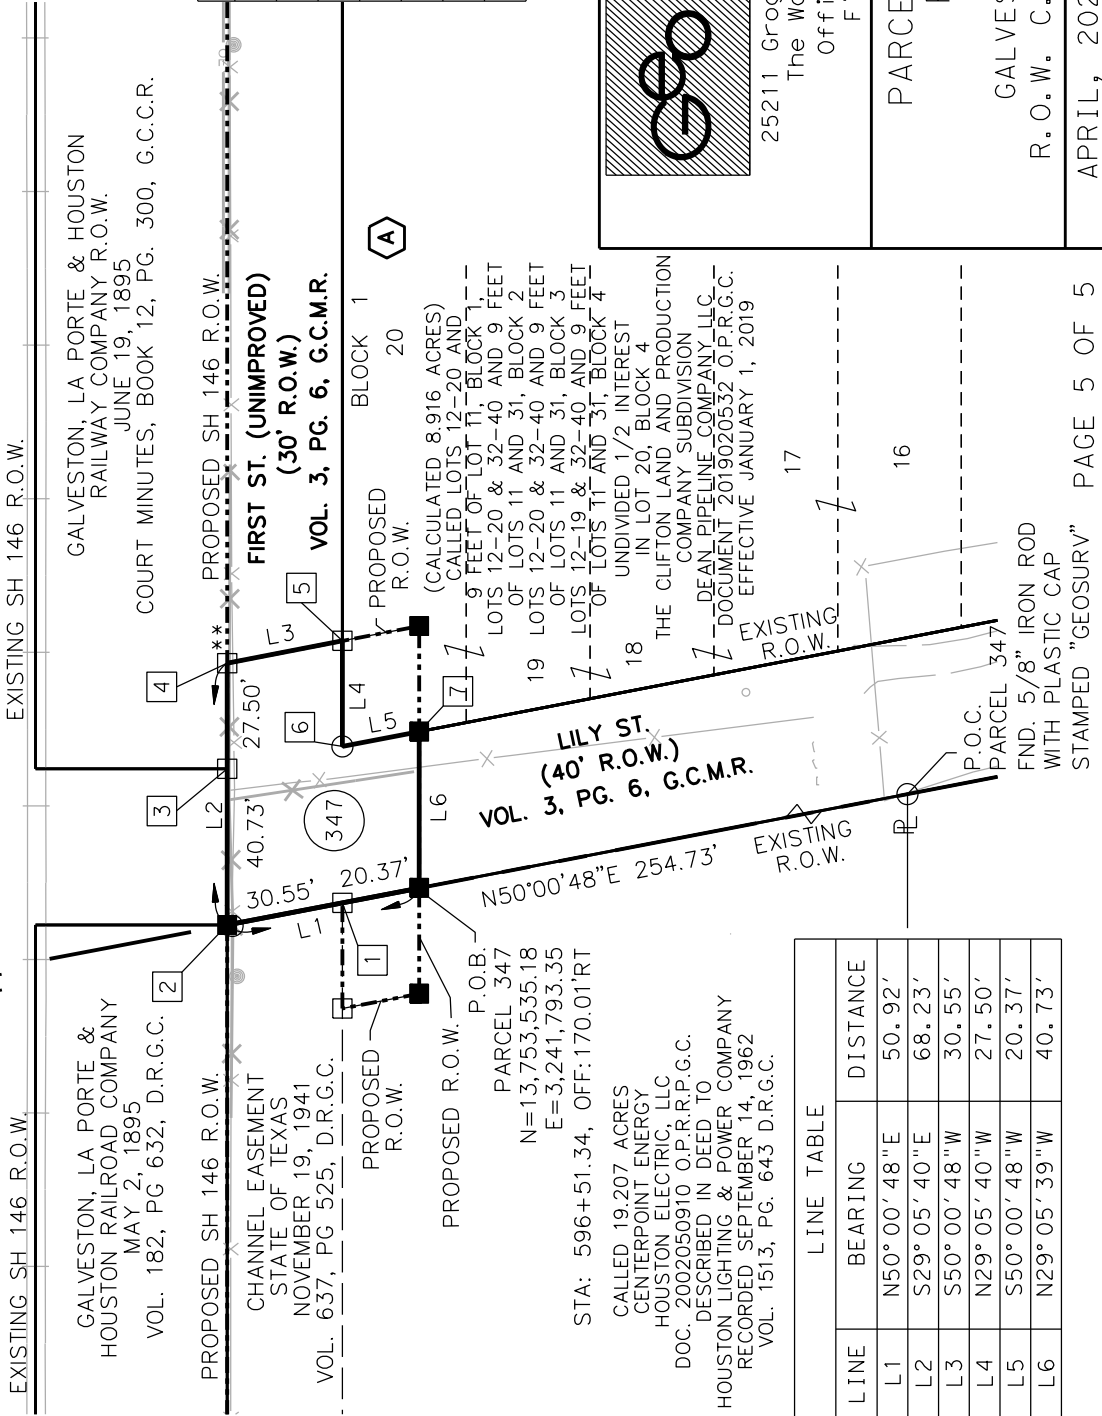 EXISTING SH 146 R.O.W.
GALVESTON, LA PORTE &
HOUSTON RAILROAD COMPANY
MAY 2, 1895
VOL. 182, PG 632, D.R.G.C.
PROPOSED SH 146 R.O.W.
CHANNEL EASEMENT
STATE OF TEXAS
NOVEMBER 19, 1941
VOL. 637, PG 525, D.R.G.C.
PROPOSED
R.O.W.
PROPOSED R.O.W.
P.O.B.
PARCEL 347
N=13,753,535.18
E=3,241,793.35
STA: 596+51.34, OFF:170.01'RT
CALLED 19.207 ACRES
CENTERPOINT ENERGY
HOUSTON ELECTRIC, LLC
DOC. 2002050910 O.P.R.R.P.G.C.
DESCRIBED IN DEED TO
HOUSTON LIGHTING & POWER COMPANY
RECORDED SEPTEMBER 14, 1962
VOL. 1513, PG. 643 D.R.G.C.
LINE TABLE
LINE BEARING DISTANCE
L1 N50°00'48"E 50.92'
L2 S29°05'40"E 68.23'
L3 S50°00'48"W 30.55'
L4 N29°05'40"W 27.50'
L5 S50°00'48"W 20.37'
L6 N29°05'39"W 40.73'
EXISTING SH 146 R.O.W.
GALVESTON, LA PORTE & HOUSTON
RAILWAY COMPANY R.O.W.
JUNE 19, 1895
COURT MINUTES, BOOK 12, PG. 300, G.C.C.R.
PROPOSED SH 146 R.O.W.
FIRST ST. (UNIMPROVED)
(30' R.O.W.)
VOL. 3, PG. 6, G.C.M.R.
BLOCK 1
A
20
PROPOSED
R.O.W.
(CALCULATED 8.916 ACRES)
CALLED LOTS 12-20 AND
9 FEET OF LOT 11, BLOCK 1,
LOTS 12-20 & 32-40 AND 9 FEET
OF LOTS 11 AND 31, BLOCK 2
19 LOTS 12-20 & 32-40 AND 9 FEET
OF LOTS 11 AND 31, BLOCK 3
LOTS 12-19 & 32-40 AND 9 FEET
OF LOTS 11 AND 31, BLOCK 4
UNDIVIDED 1/2 INTEREST
18 IN LOT 20, BLOCK 4
THE CLIFTON LAND AND PRODUCTION
COMPANY SUBDIVISION
DEAN PIPELINE COMPANY LLC
DOCUMENT 2019020532 O.P.R.G.C.
EFFECTIVE JANUARY 1, 2019
17
16
2
3
4
**
L2
40.73'
27.50'
30.55'
20.37'
L1
L3
L4
L5
L6
1
5
6
7
347
LILY ST.
(40' R.O.W.)
VOL. 3, PG. 6, G.C.M.R.
N50°00'48"E 254.73'
EXISTING
R.O.W.
EXISTING
R.O.W.
PL
P.O.C.
PARCEL 347
FND. 5/8" IRON ROD
WITH PLASTIC CAP
STAMPED "GEOSURV"
PAGE 5 OF 5
Geo
25211 Grog
The Wo
Offi
F
PARCE
GALVES
R.O.W. C.
APRIL, 202